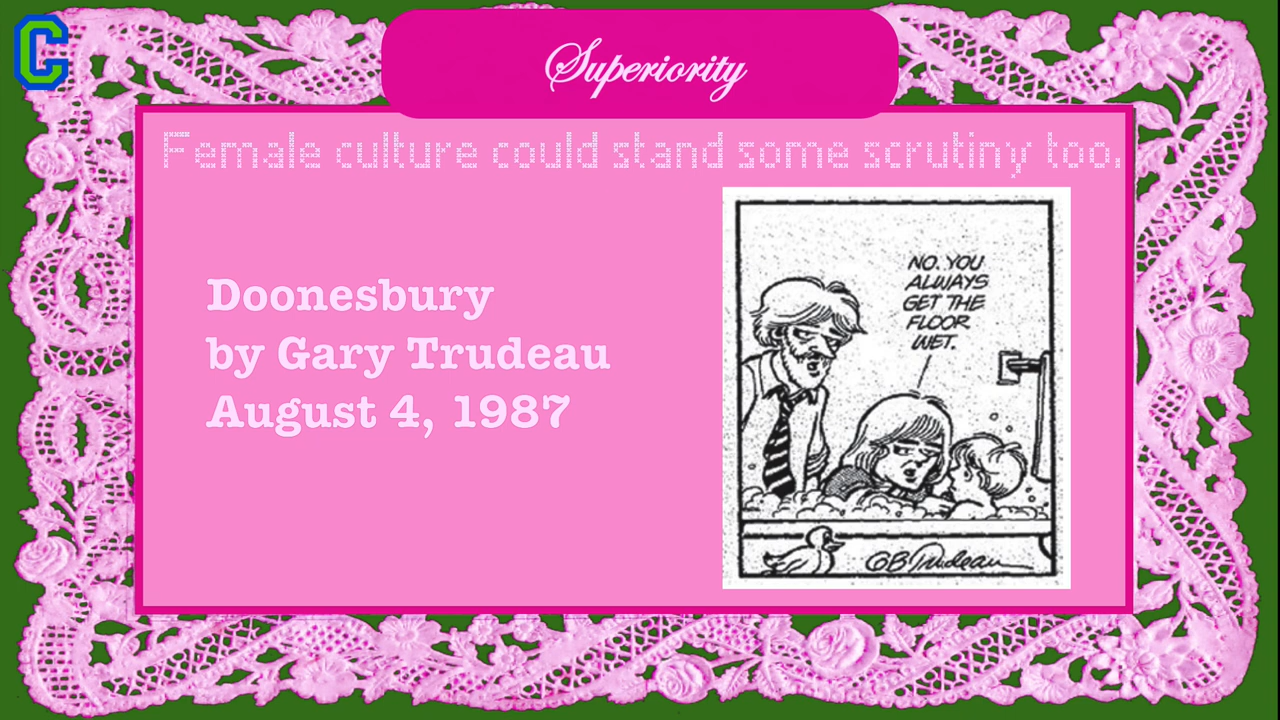 C
Superiority
Female culture could stand some scrutiny too.
Doonesbury
by Gary Trudeau
August 4, 1987
NO. YOU
ALWAYS
GET THE
FLOOR
WET.
GB Trudeau